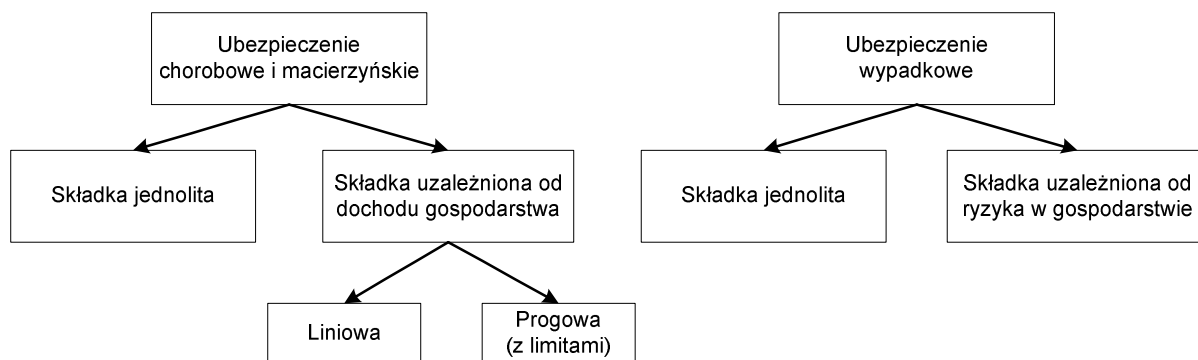 Ubezpieczenie
chorobowe i macierzyńskie
Ubezpieczenie
wypadkowe
Składka jednolita
Składka uzależniona od
dochodu gospodarstwa
Składka jednolita
Składka uzależniona od
ryzyka w gospodarstwie
Liniowa
Progowa
(z limitami)